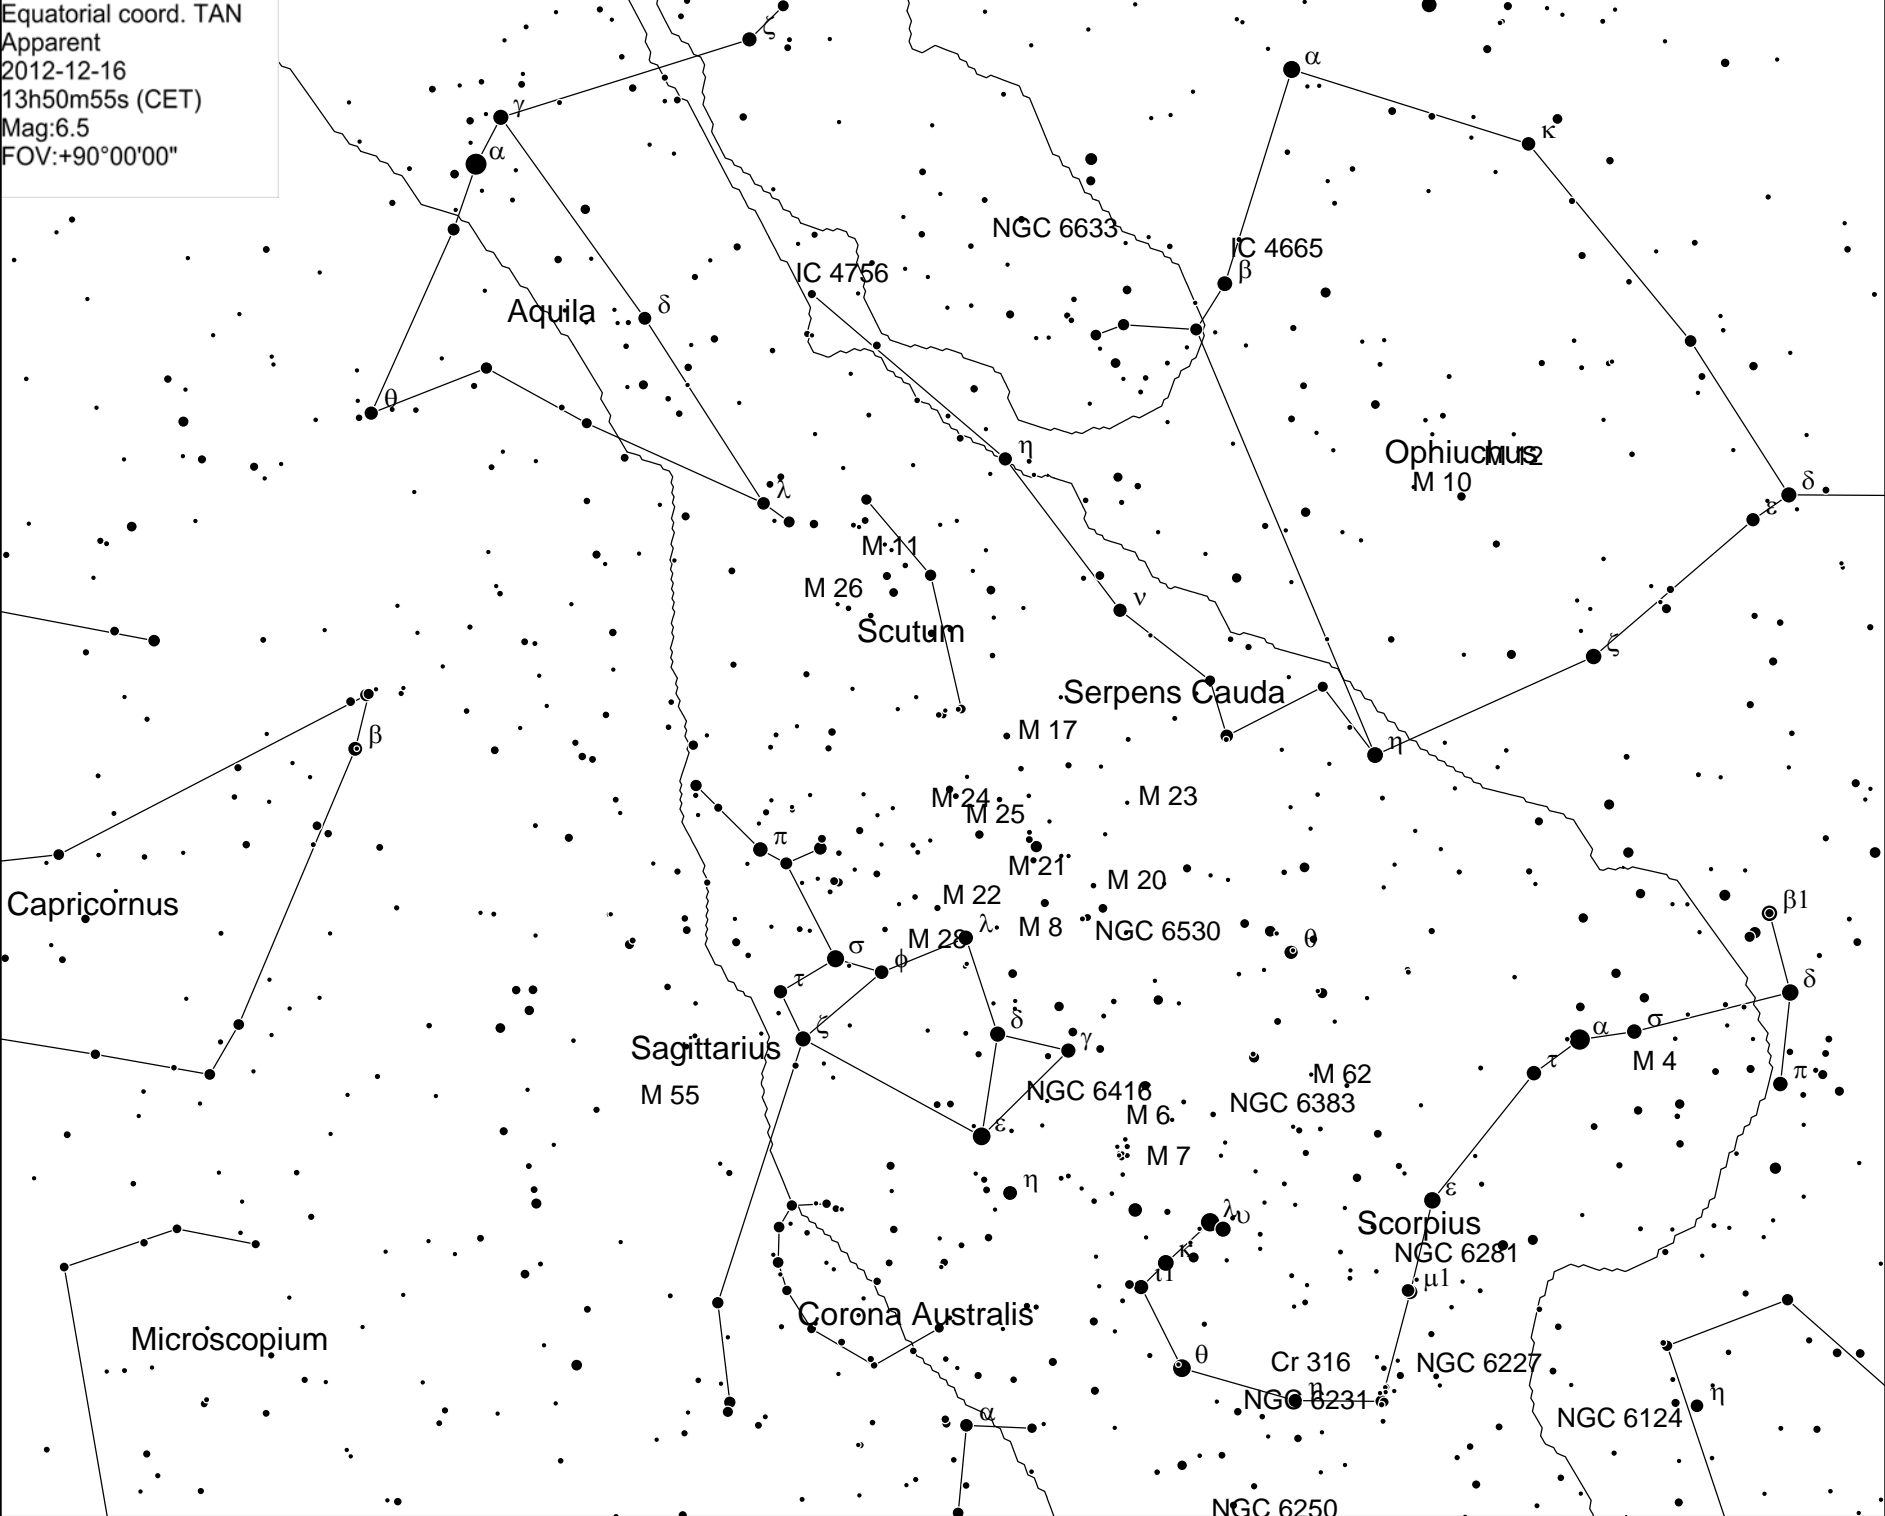 Equatorial coord. TAN
Apparent
2012-12-16
13h50m55s (CET)
Mag:6.5
FOV:+90°00'00"
ζ
α
γ
κ
α
NGC 6633
IC 4665
β
IC 4756
δ
Aquila
θ
η
Ophiuchus
M 12
M 10
δ
λ
ε
M 11
M 26
ν
Scutum
ζ
Serpens Cauda
M 17
β
η
M 24
M 23
M 25
π
M 21
M 20
M 22
β1
Capricornus
M 8
λ
NGC 6530
M 28
θ
σ
ϕ
τ
δ
δ
ζ
σ
α
γ
Sagittarius
τ
M 4
π
M 62
M 55
NGC 6416
NGC 6383
M 6
ε
M 7
η
ε
λ
υ
Scorpius
κ
NGC 6281
ι1
μ1
Corona Australis
Microscopium
θ
Cr 316
NGC 6227
η
NGC 6231
η
α
NGC 6124
NGC 6250